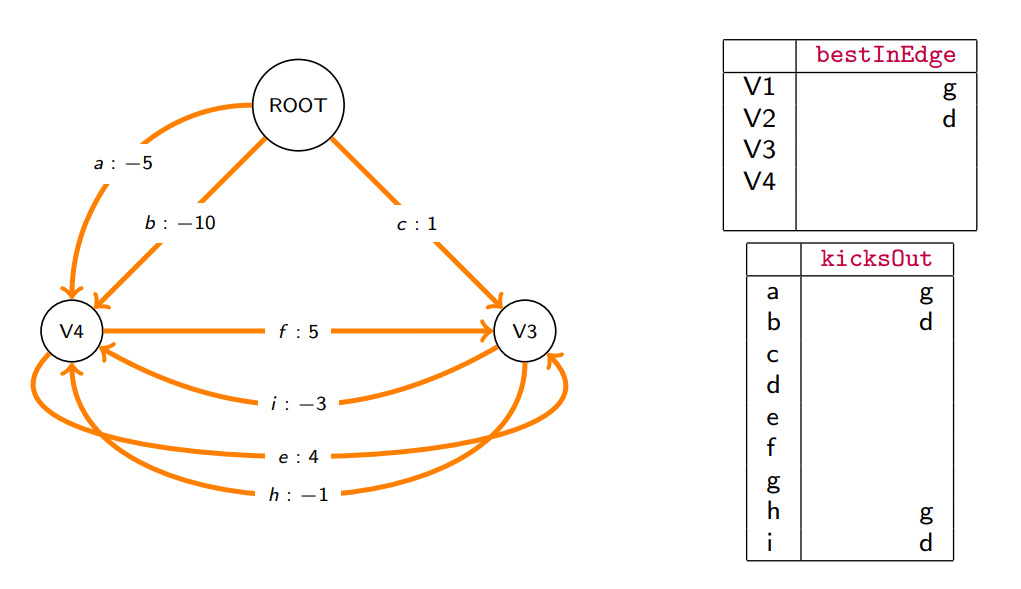 ROOT
a : −5
b : −10
c : 1
V4
f : 5
V3
i : −3
e : 4
h : −1
bestInEdge
V1 g
V2 d
V3
V4
kicksOut
a g
b d
c
d
e
f
g
h g
i d